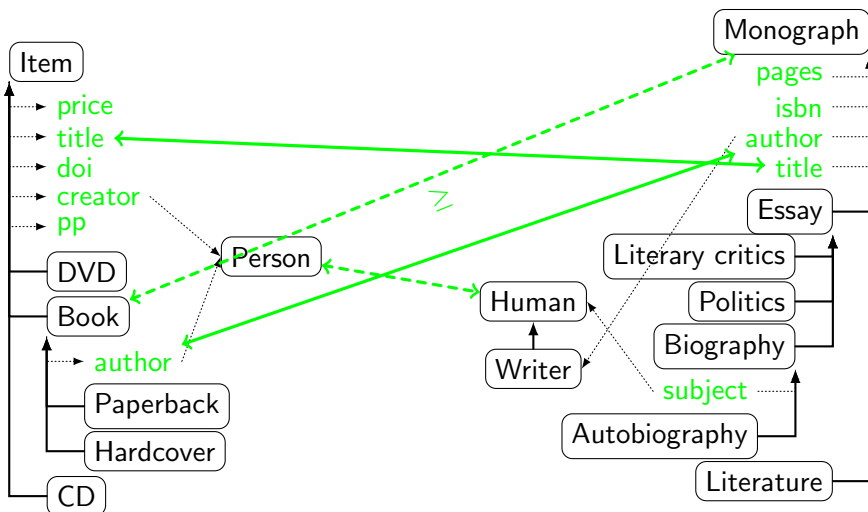 Item
price
title
doi
creator
pp
DVD
Book
author
Paperback
Hardcover
CD
Person
≥
Human
Writer
Monograph
pages
isbn
author
title
Essay
Literary critics
Politics
Biography
subject
Autobiography
Literature